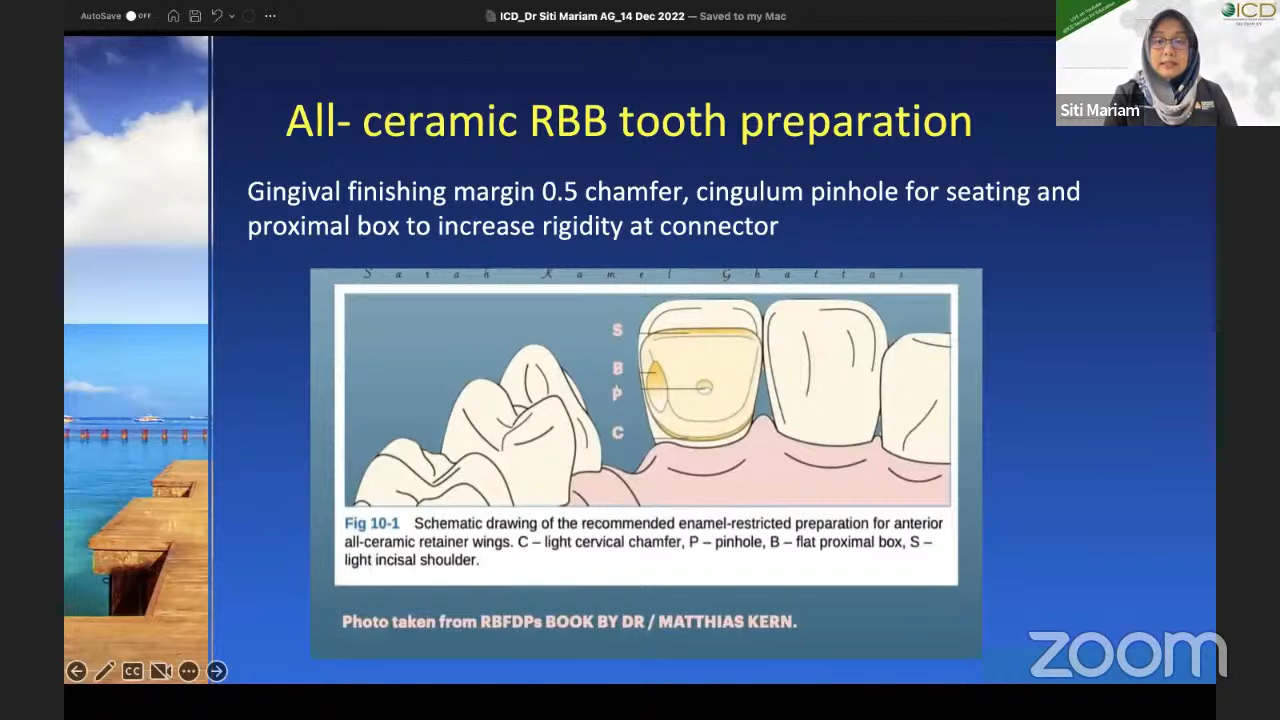 AutoSave OFF
ICD_Dr Siti Mariam AG_14 Dec 2022 — Saved to my Mac
ICD
Siti Mariam
All- ceramic RBB tooth preparation
Gingival finishing margin 0.5 chamfer, cingulum pinhole for seating and
proximal box to increase rigidity at connector
Sarah Kamel Ghattas
S
B
P
C
Fig 10-1 Schematic drawing of the recommended enamel-restricted preparation for anterior
all-ceramic retainer wings. C – light cervical chamfer, P – pinhole, B – flat proximal box, S –
light incisal shoulder.
Photo taken from RBFDPs BOOK BY DR / MATTHIAS KERN.
CC
zoom